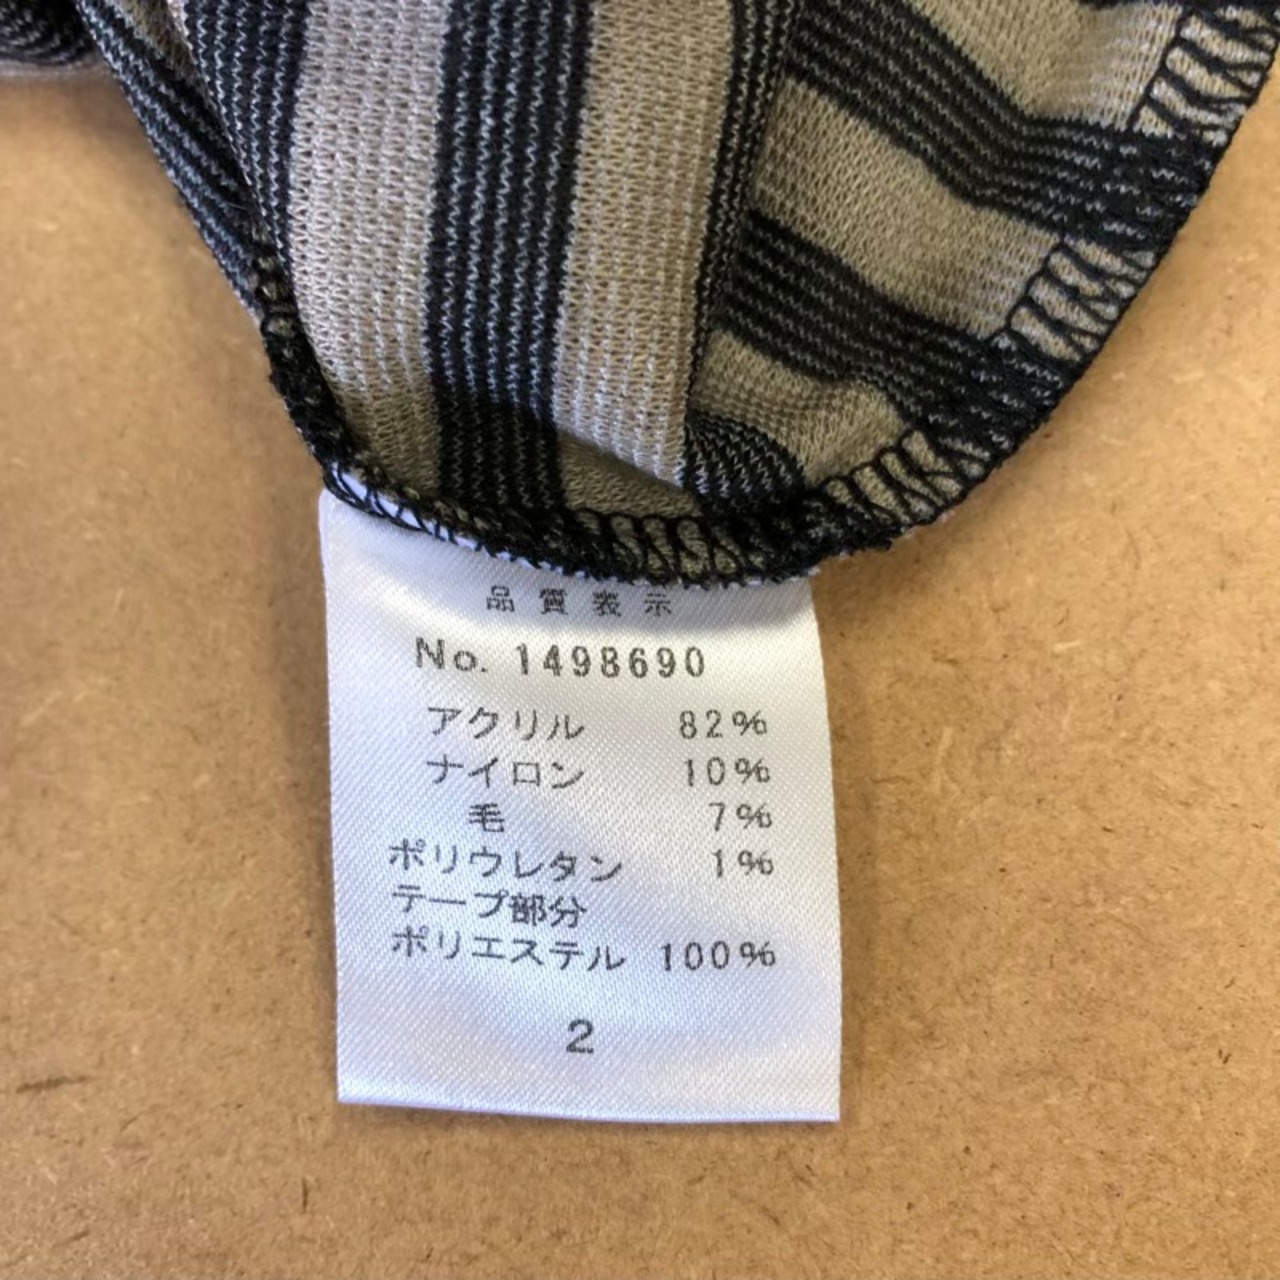 品質表示
No. 1498690
アクリル 82%
ナイロン 10%
毛 7%
ポリウレタン 1%
テープ部分
ポリエステル 100%
2